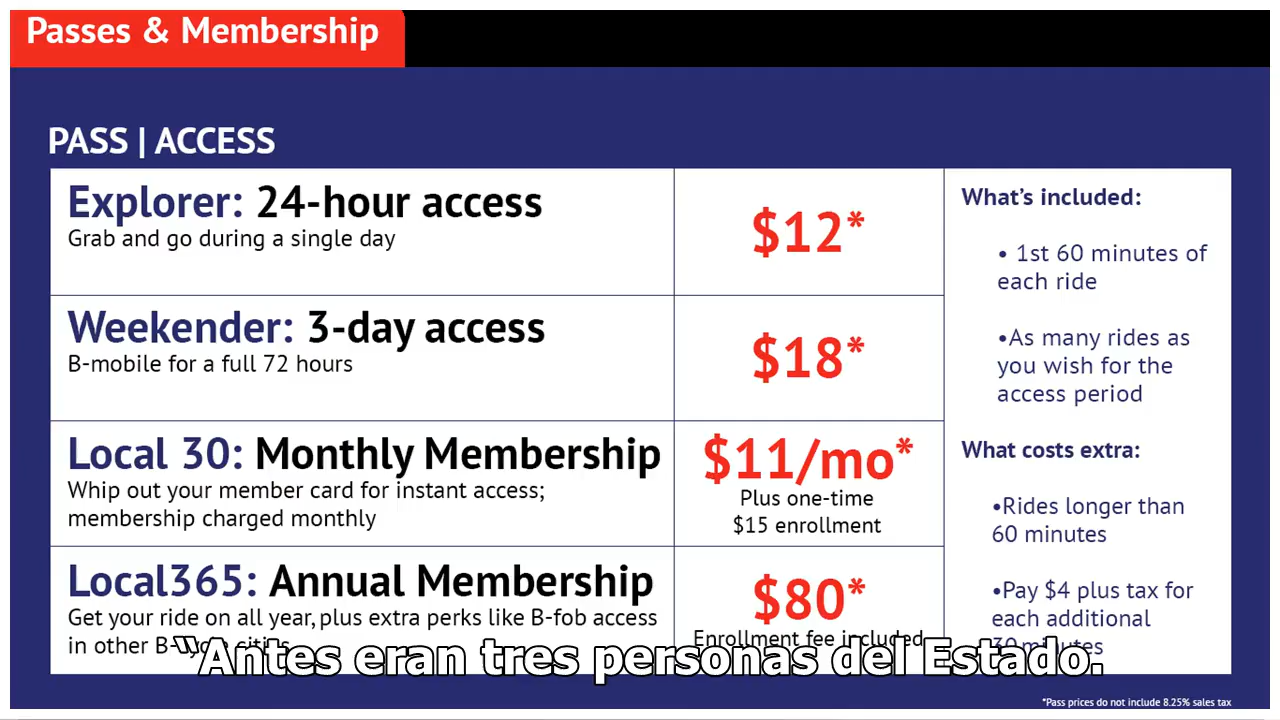 Passes & Membership
PASS | ACCESS
Explorer: 24-hour access
Grab and go during a single day
$12*
Weekender: 3-day access
B-mobile for a full 72 hours
$18*
Local 30: Monthly Membership
Whip out your member card for instant access;
membership charged monthly
$11/mo*
Plus one-time
$15 enrollment
Local365: Annual Membership
Get your ride on all year, plus extra perks like B-fob access
in other
$80*
Enrollment fee included
What's included:
• 1st 60 minutes of
each ride
•As many rides as
you wish for the
access period
What costs extra:
•Rides longer than
60 minutes
•Pay $4 plus tax for
each additional
30 minutes
"Antes eran tres personas del Estado.
*Pass prices do not include 8.25% sales tax